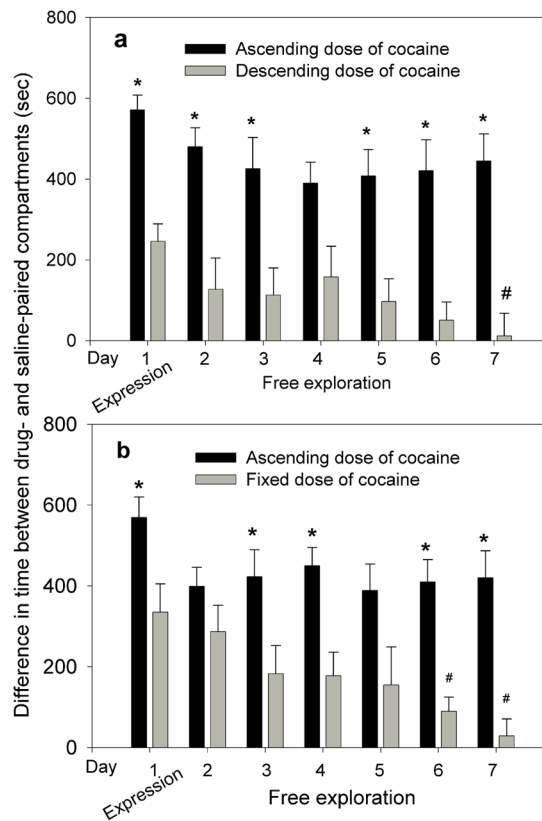 Difference in time between drug- and saline-paired compartments (sec)
800
a
Ascending dose of cocaine
Descending dose of cocaine
600
* * * * * *
400
200
#
0
Day 1 2 3 4 5 6 7
Expression
Free exploration
800
b
Ascending dose of cocaine
Fixed dose of cocaine
600
* * * * *
400
200
# #
0
Day 1 2 3 4 5 6 7
Expression
Free exploration